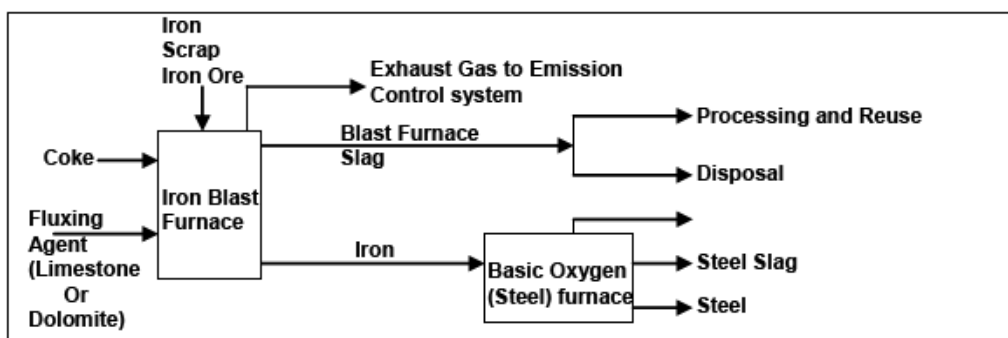 Iron
Scrap
Iron Ore
Exhaust Gas to Emission
Control system
Blast Furnace
Slag
Processing and Reuse
Disposal
Coke
Iron Blast
Furnace
Fluxing
Agent
(Limestone
Or
Dolomite)
Iron
Basic Oxygen
(Steel) furnace
Steel Slag
Steel